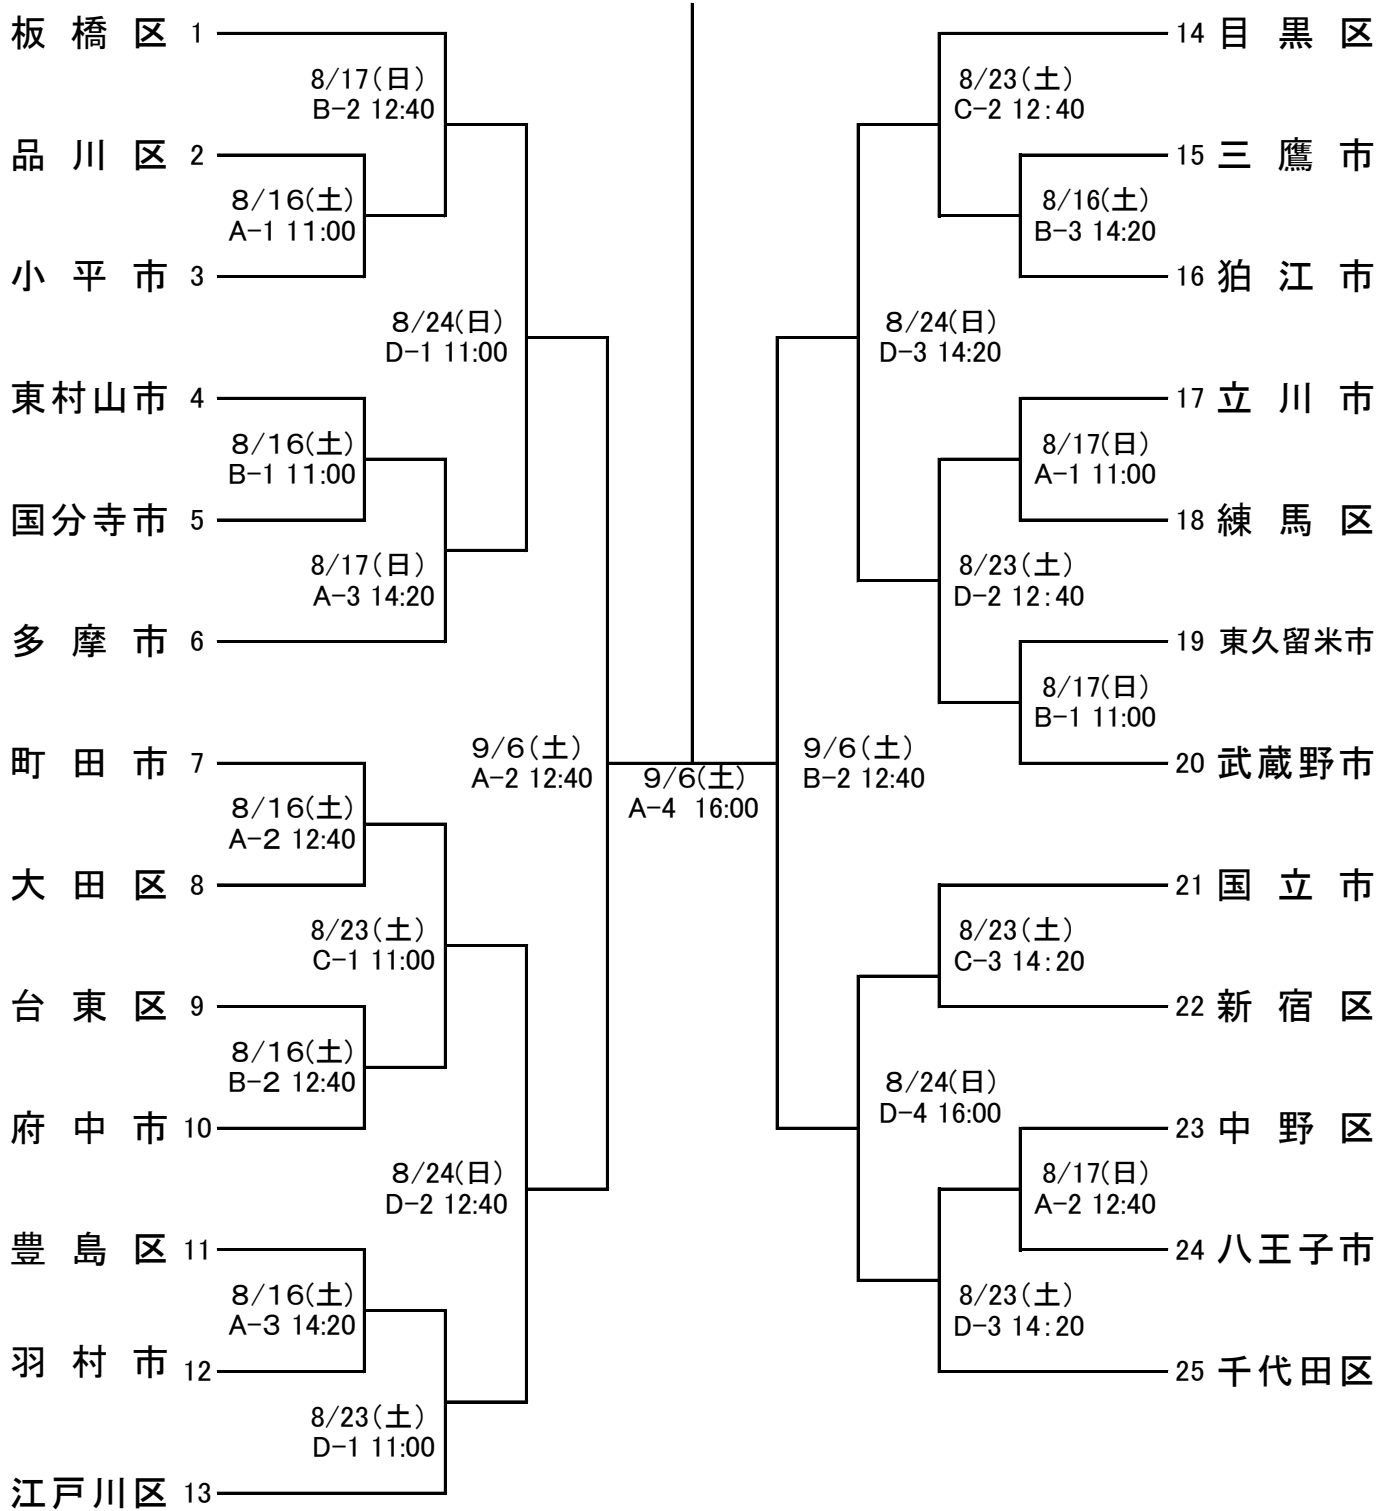 板橋区 1
8/17(日)
B-2 12:40
品川区 2
8/16(土)
A-1 11:00
小平市 3
8/24(日)
D-1 11:00
東村山市 4
8/16(土)
B-1 11:00
国分寺市 5
8/17(日)
A-3 14:20
多摩市 6
町田市 7
9/6(土)
A-2 12:40
8/16(土)
A-2 12:40
大田区 8
8/23(土)
C-1 11:00
台東区 9
8/16(土)
B-2 12:40
府中市 10
8/24(日)
D-2 12:40
豊島区 11
8/16(土)
A-3 14:20
羽村市 12
8/23(土)
D-1 11:00
江戸川区 13
9/6(土)
A-4 16:00
14 目黒区
8/23(土)
C-2 12:40
15 三鷹市
8/16(土)
B-3 14:20
16 狛江市
8/24(日)
D-3 14:20
17 立川市
8/17(日)
A-1 11:00
18 練馬区
8/23(土)
D-2 12:40
19 東久留米市
8/17(日)
B-1 11:00
9/6(土)
B-2 12:40
20 武蔵野市
21 国立市
8/23(土)
C-3 14:20
22 新宿区
8/24(日)
D-4 16:00
23 中野区
8/17(日)
A-2 12:40
24 八王子市
8/23(土)
D-3 14:20
25 千代田区